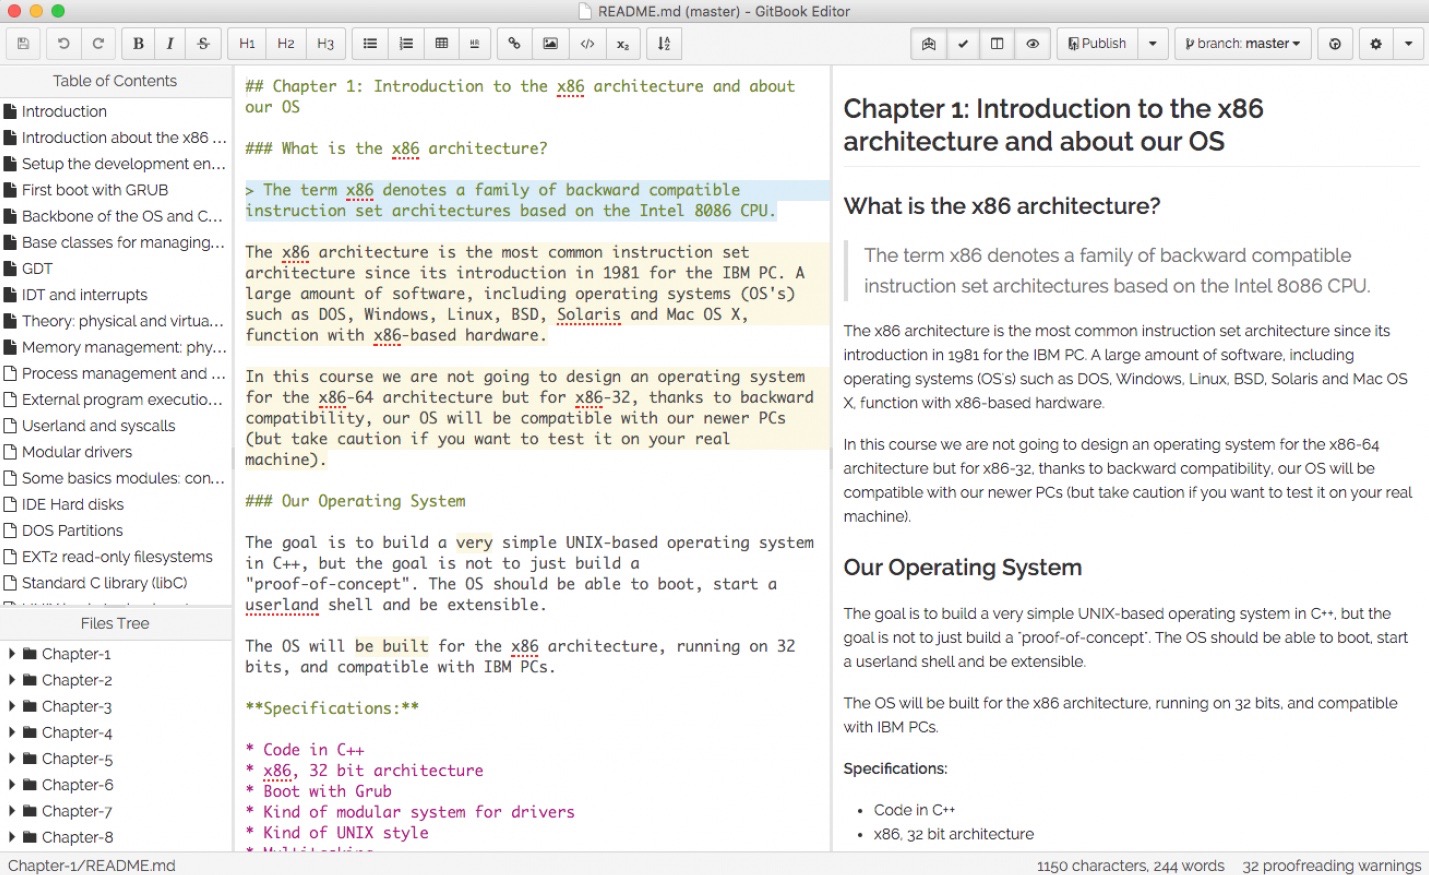 README.md (master) - GitBook Editor
B I S H1 H2 H3 x₂ Publish branch: master
Table of Contents
Introduction
Introduction about the x86 ...
Setup the development en...
First boot with GRUB
Backbone of the OS and C...
Base classes for managing...
GDT
IDT and interrupts
Theory: physical and virtua...
Memory management: phy...
Process management and ...
External program executio...
Userland and syscalls
Modular drivers
Some basics modules: con...
IDE Hard disks
DOS Partitions
EXT2 read-only filesystems
Standard C library (libC)
Files Tree
Chapter-1
Chapter-2
Chapter-3
Chapter-4
Chapter-5
Chapter-6
Chapter-7
Chapter-8
## Chapter 1: Introduction to the x86 architecture and about
our OS
### What is the x86 architecture?
> The term x86 denotes a family of backward compatible
instruction set architectures based on the Intel 8086 CPU.
The x86 architecture is the most common instruction set
architecture since its introduction in 1981 for the IBM PC. A
large amount of software, including operating systems (OS's)
such as DOS, Windows, Linux, BSD, Solaris and Mac OS X,
function with x86-based hardware.
In this course we are not going to design an operating system
for the x86-64 architecture but for x86-32, thanks to backward
compatibility, our OS will be compatible with our newer PCs
(but take caution if you want to test it on your real
machine).
### Our Operating System
The goal is to build a very simple UNIX-based operating system
in C++, but the goal is not to just build a
"proof-of-concept". The OS should be able to boot, start a
userland shell and be extensible.
The OS will be built for the x86 architecture, running on 32
bits, and compatible with IBM PCs.
**Specifications:**
* Code in C++
* x86, 32 bit architecture
* Boot with Grub
* Kind of modular system for drivers
* Kind of UNIX style
* Multitasking
Chapter 1: Introduction to the x86
architecture and about our OS
What is the x86 architecture?
The term x86 denotes a family of backward compatible
instruction set architectures based on the Intel 8086 CPU.
The x86 architecture is the most common instruction set architecture since its
introduction in 1981 for the IBM PC. A large amount of software, including
operating systems (OS's) such as DOS, Windows, Linux, BSD, Solaris and Mac OS
X, function with x86-based hardware.
In this course we are not going to design an operating system for the x86-64
architecture but for x86-32, thanks to backward compatibility, our OS will be
compatible with our newer PCs (but take caution if you want to test it on your real
machine).
Our Operating System
The goal is to build a very simple UNIX-based operating system in C++, but the
goal is not to just build a "proof-of-concept". The OS should be able to boot, start
a userland shell and be extensible.
The OS will be built for the x86 architecture, running on 32 bits, and compatible
with IBM PCs.
Specifications:
• Code in C++
• x86, 32 bit architecture
Chapter-1/README.md
1150 characters, 244 words 32 proofreading warnings